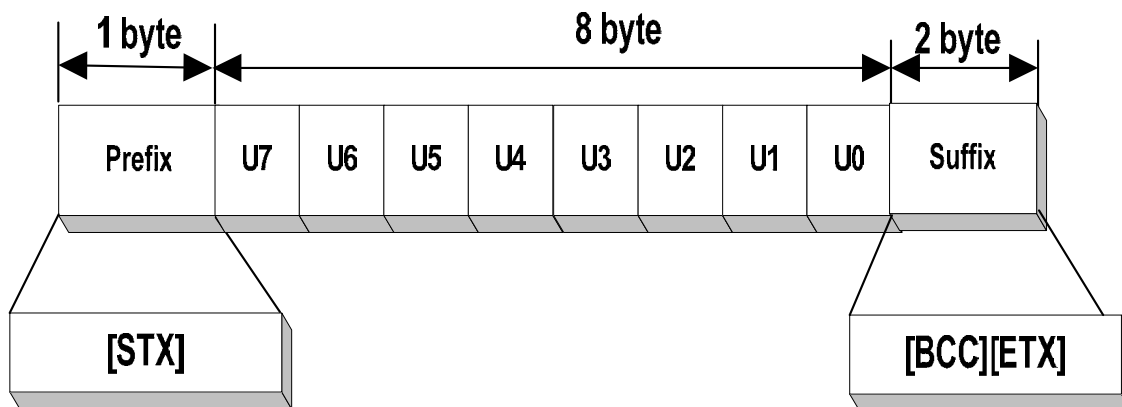 1 byte 8 byte 2 byte
Prefix U7 U6 U5 U4 U3 U2 U1 U0 Suffix
[STX] [BCC][ETX]